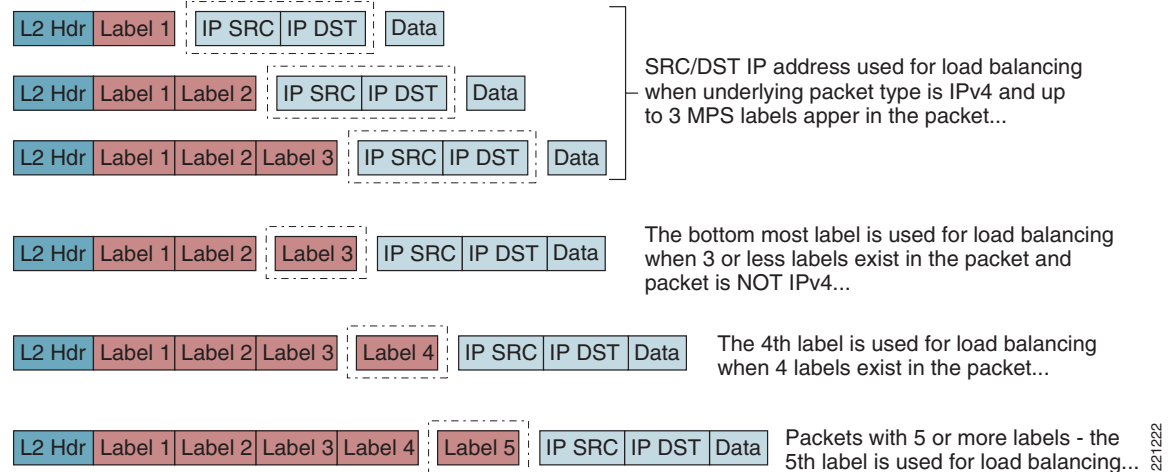 L2 Hdr Label 1 IP SRC IP DST Data
L2 Hdr Label 1 Label 2 IP SRC IP DST Data
L2 Hdr Label 1 Label 2 Label 3 IP SRC IP DST Data
SRC/DST IP address used for load balancing
when underlying packet type is IPv4 and up
to 3 MPS labels apper in the packet...
L2 Hdr Label 1 Label 2 Label 3 IP SRC IP DST Data
The bottom most label is used for load balancing
when 3 or less labels exist in the packet and
packet is NOT IPv4...
L2 Hdr Label 1 Label 2 Label 3 Label 4 IP SRC IP DST Data
The 4th label is used for load balancing
when 4 labels exist in the packet...
L2 Hdr Label 1 Label 2 Label 3 Label 4 Label 5 IP SRC IP DST Data
Packets with 5 or more labels - the
5th label is used for load balancing...
221222